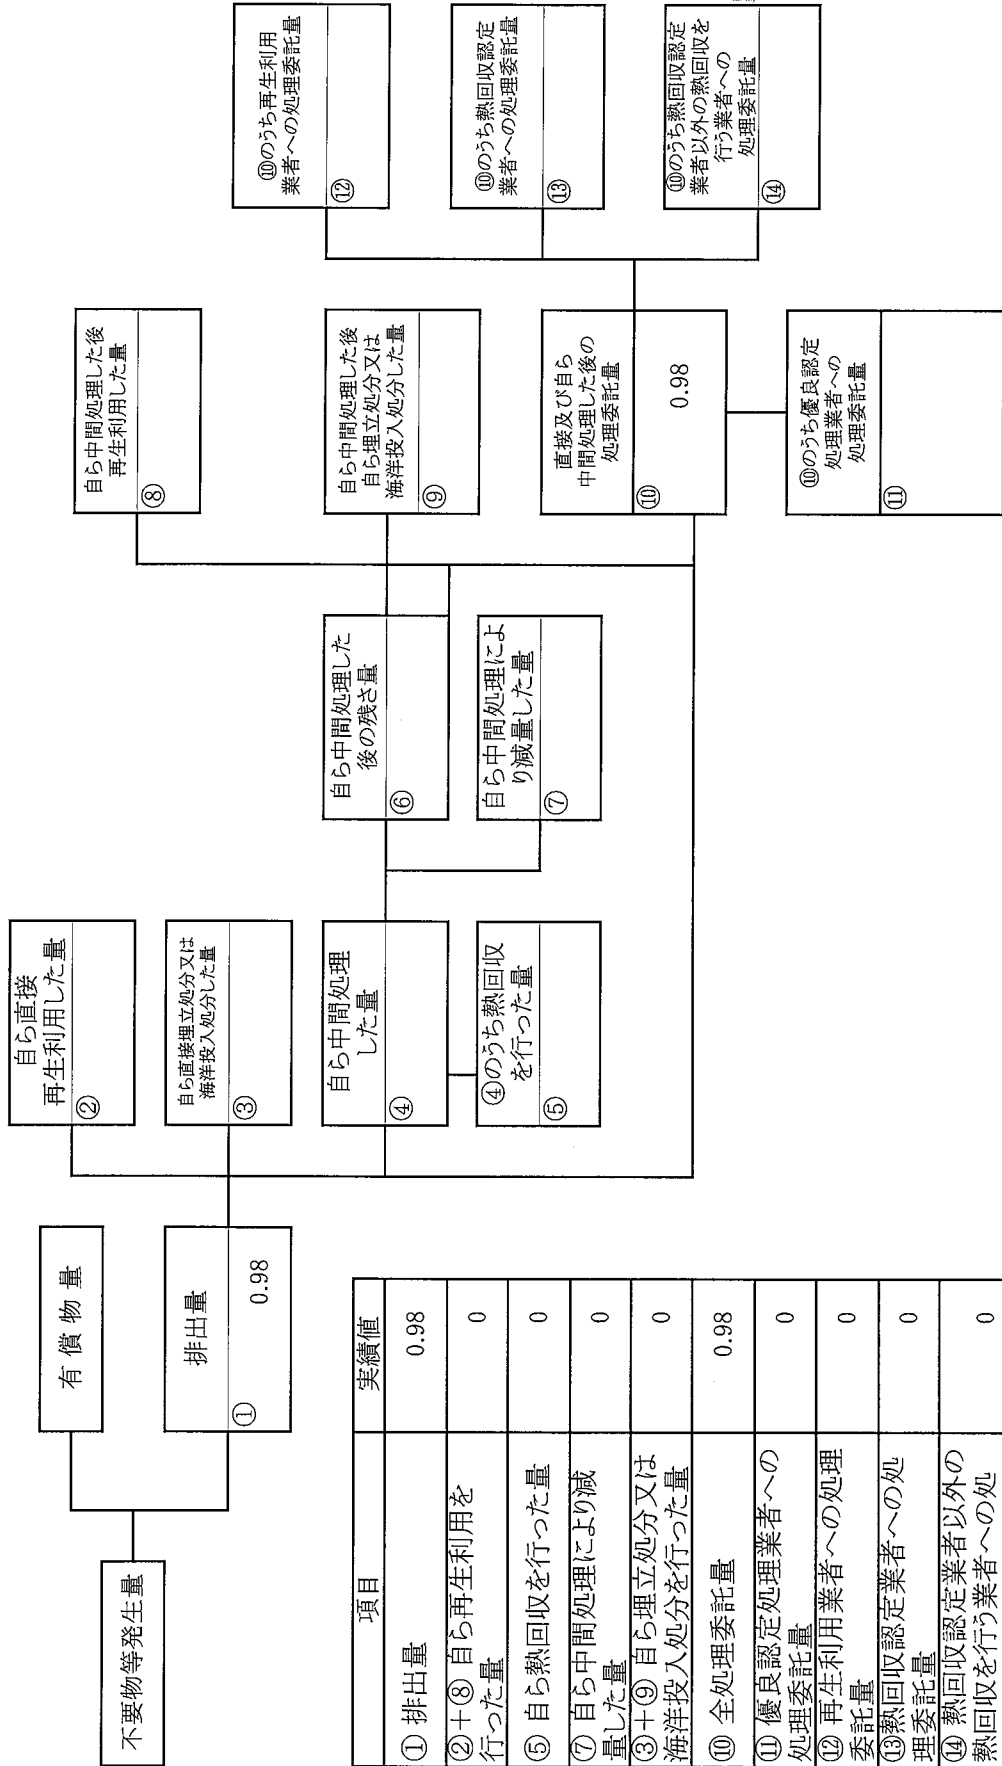 不要物等発生量
有償物量
排出量
①
0.98
自ら直接
再生利用した量
②
自ら直接埋立処分又は
海洋投入処分した量
③
自ら中間処理
した量
④
④のうち熱回収
を行った量
⑤
自ら中間処理した
後の残さ量
⑥
自ら中間処理によ
り減量した量
⑦
自ら中間処理した後
再生利用した量
⑧
自ら中間処理した後
自ら埋立処分又は
海洋投入処分した量
⑨
直接及び自ら
中間処理した後の
処理委託量
⑩
0.98
⑩のうち優良認定
処理業者への
処理委託量
⑪
⑩のうち再生利用
業者への処理委託量
⑫
⑩のうち熱回収認定
業者への処理委託量
⑬
⑩のうち熱回収認定
業者以外の熱回収を
行う業者への
処理委託量
⑭
項目 実績値
①排出量 0.98
②+⑧自ら再生利用を
行った量 0
⑤自ら熱回収を行った量 0
⑦自ら中間処理により減
量した量 0
③+⑨自ら埋立処分又は
海洋投入処分を行った量 0
⑩全処理委託量 0.98
⑪優良認定処理業者への
処理委託量 0
⑫再生利用業者への処理
委託量 0
⑬熱回収認定業者への処
理委託量 0
⑭熱回収認定業者以外の
熱回収を行う業者への処 0